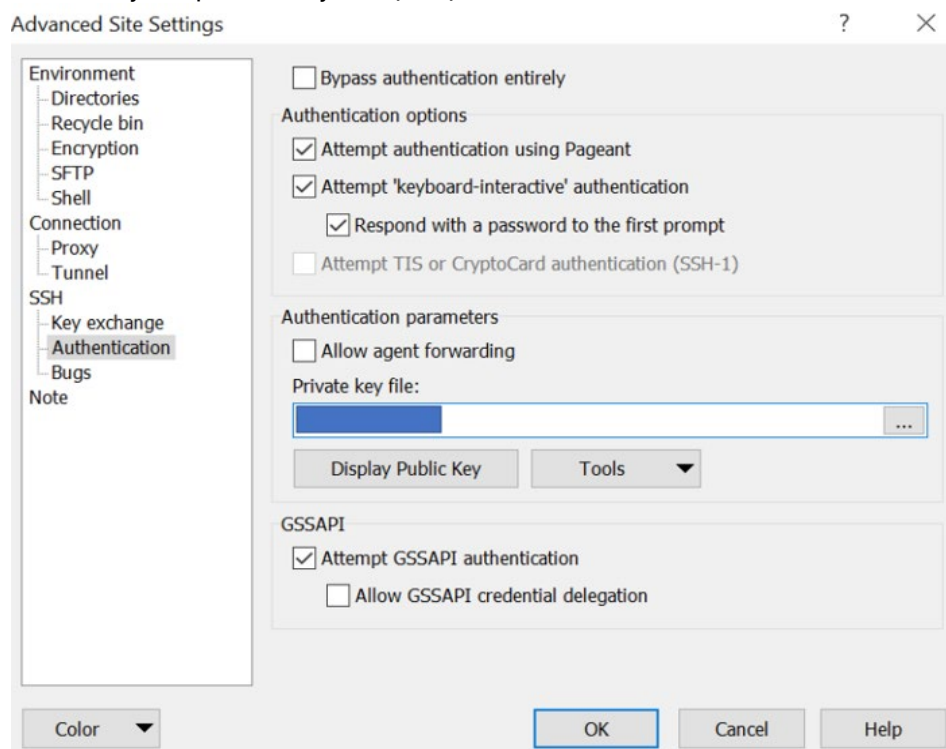 Advanced Site Settings ?
Environment
Directories
Recycle bin
Encryption
SFTP
Shell
Connection
Proxy
Tunnel
SSH
Key exchange
Authentication
Bugs
Note
Bypass authentication entirely
Authentication options
Attempt authentication using Pageant
Attempt 'keyboard-interactive' authentication
Respond with a password to the first prompt
Attempt TIS or CryptoCard authentication (SSH-1)
Authentication parameters
Allow agent forwarding
Private key file:
...
Display Public Key
Tools
GSSAPI
Attempt GSSAPI authentication
Allow GSSAPI credential delegation
Color
OK
Cancel
Help